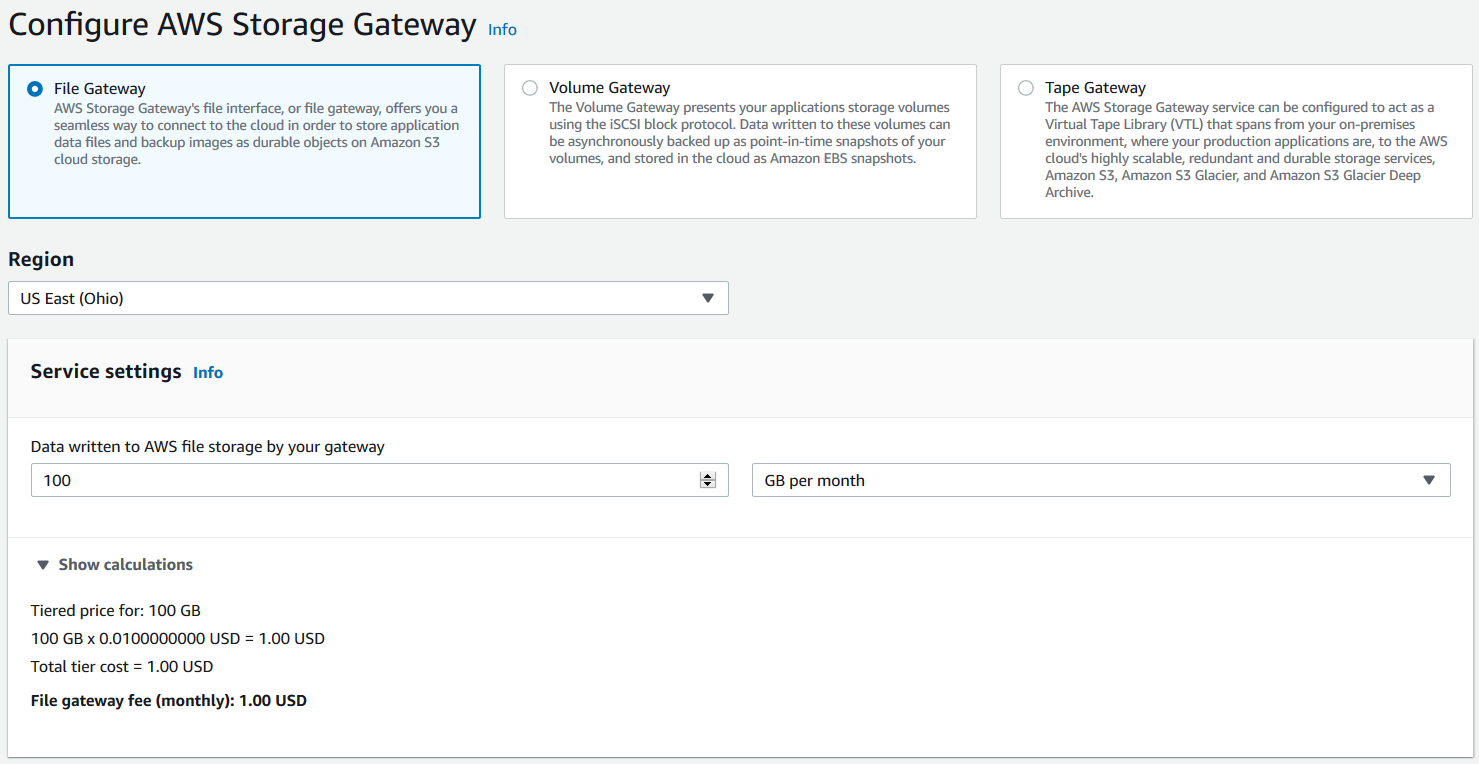 Configure AWS Storage Gateway Info
File Gateway
AWS Storage Gateway's file interface, or file gateway, offers you a
seamless way to connect to the cloud in order to store application
data files and backup images as durable objects on Amazon S3
cloud storage.
Volume Gateway
The Volume Gateway presents your applications storage volumes
using the iSCSI block protocol. Data written to these volumes can
be asynchronously backed up as point-in-time snapshots of your
volumes, and stored in the cloud as Amazon EBS snapshots.
Tape Gateway
The AWS Storage Gateway service can be configured to act as a
Virtual Tape Library (VTL) that spans from your on-premises
environment, where your production applications are, to the AWS
cloud's highly scalable, redundant and durable storage services,
Amazon S3, Amazon S3 Glacier, and Amazon S3 Glacier Deep
Archive.
Region
US East (Ohio)
Service settings Info
Data written to AWS file storage by your gateway
100
GB per month
Show calculations
Tiered price for: 100 GB
100 GB x 0.0100000000 USD = 1.00 USD
Total tier cost = 1.00 USD
File gateway fee (monthly): 1.00 USD